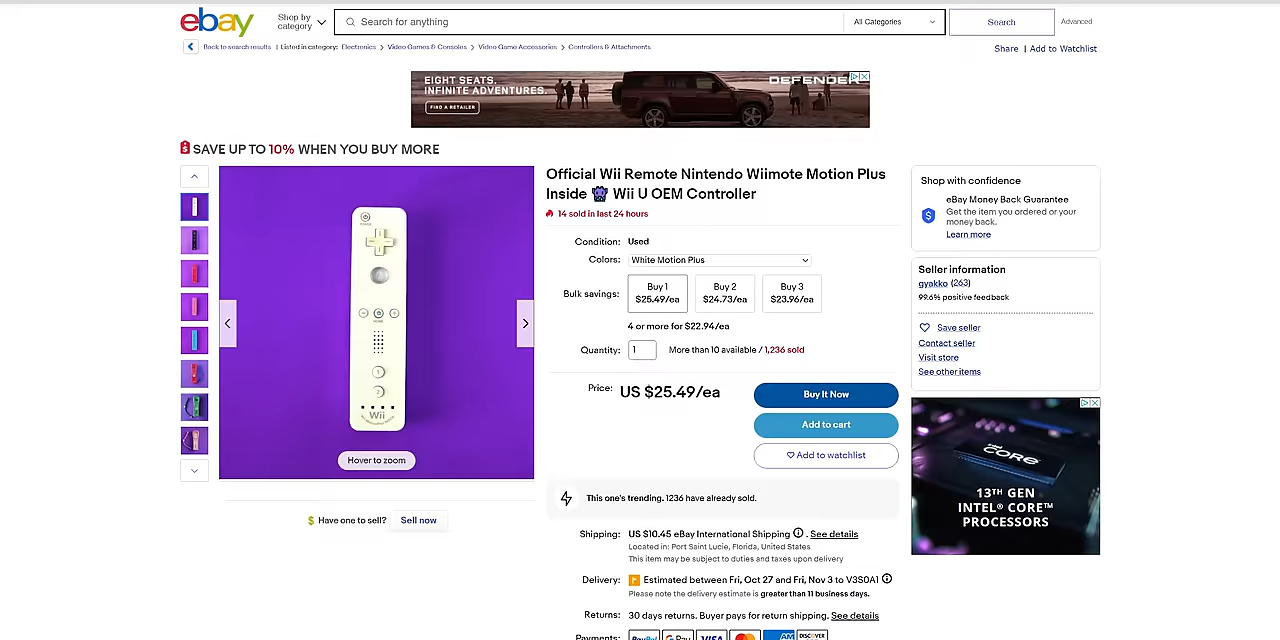 ebay
Shop by category
Search for anything
All Categories
Search
Advanced
Back to search results | Listed in category: Electronics > Video Games & Consoles > Video Game Accessories > Controllers & Attachments
Share | Add to Watchlist
EIGHT SEATS.
INFINITE ADVENTURES.
FIND A RETAILER
DEFENDER
SAVE UP TO 10% WHEN YOU BUY MORE
POWER
HOME
1
2
Wii
Hover to zoom
$ Have one to sell? Sell now
Official Wii Remote Nintendo Wiimote Motion Plus
Inside 👾 Wii U OEM Controller
14 sold in last 24 hours
Condition: Used
Colors: White Motion Plus
Bulk savings:
Buy 1
$25.49/ea
Buy 2
$24.73/ea
Buy 3
$23.96/ea
4 or more for $22.94/ea
Quantity: 1 More than 10 available / 1,236 sold
Price: US $25.49/ea
Buy It Now
Add to cart
Add to watchlist
This one's trending. 1236 have already sold.
Shipping: US $10.45 eBay International Shipping. See details
Located in: Port Saint Lucie, Florida, United States
This item may be subject to duties and taxes upon delivery
Delivery: Estimated between Fri, Oct 27 and Fri, Nov 3 to V3S0A1
Please note the delivery estimate is greater than 11 business days.
Returns: 30 days returns. Buyer pays for return shipping. See details
Payments: PayPal G Pay VISA AM DISCOVER
Shop with confidence
eBay Money Back Guarantee
Get the item you ordered or your
money back.
Learn more
Seller information
gyakko (263)
99.6% positive feedback
Save seller
Contact seller
Visit store
See other items
intel
CORE
13TH GEN
INTEL® CORE™
PROCESSORS